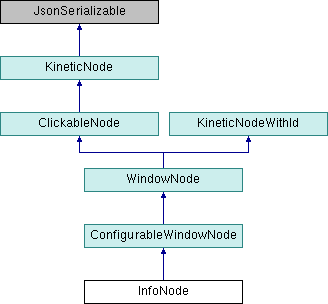 JsonSerializable
KineticNode
ClickableNode
KineticNodeWithId
WindowNode
ConfigurableWindowNode
InfoNode